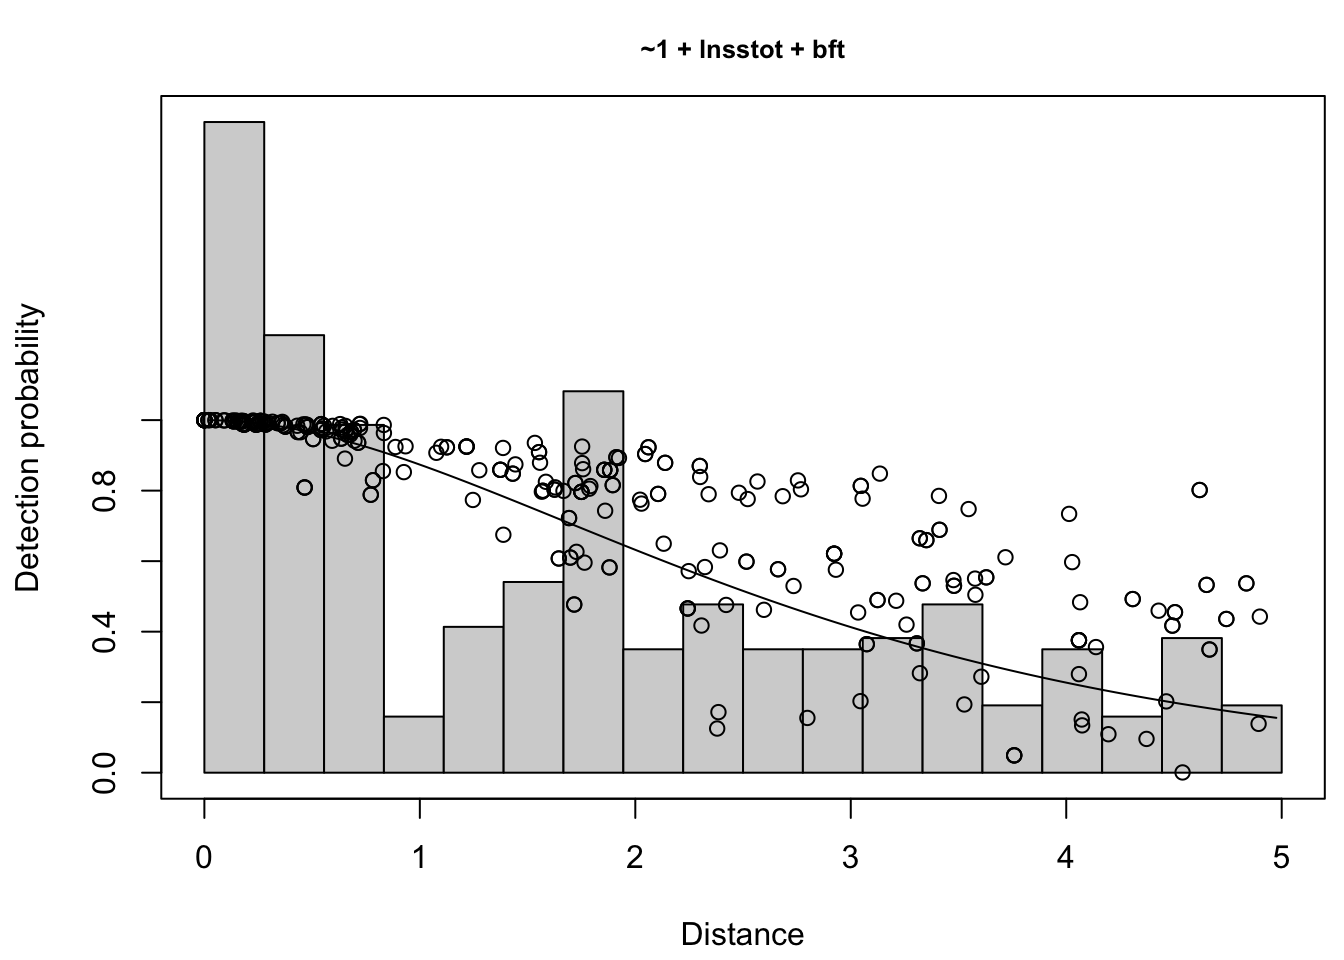 ~1 + lnsstot + bft
Detection probability
0.8
0.4
0.0
0 1 2 3 4 5
Distance